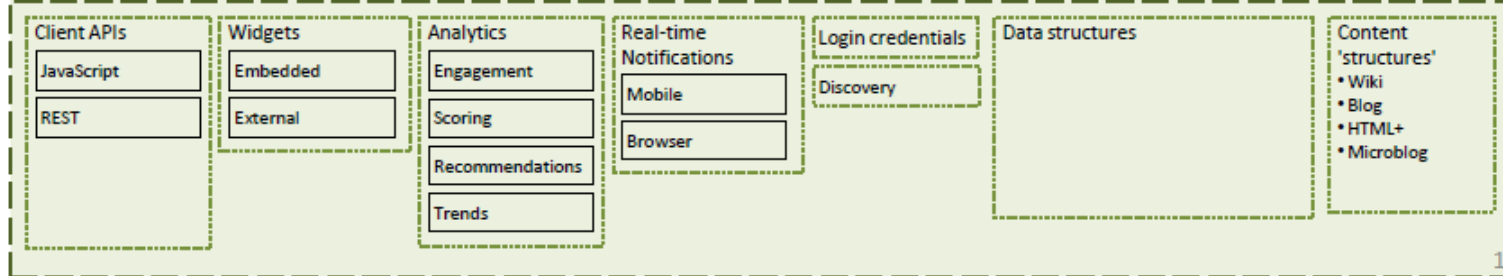 Client APIs
JavaScript
REST
Widgets
Embedded
External
Analytics
Engagement
Scoring
Recommendations
Trends
Real-time
Notifications
Mobile
Browser
Login credentials
Discovery
Data structures
Content
'structures'
• Wiki
• Blog
• HTML+
• Microblog
1